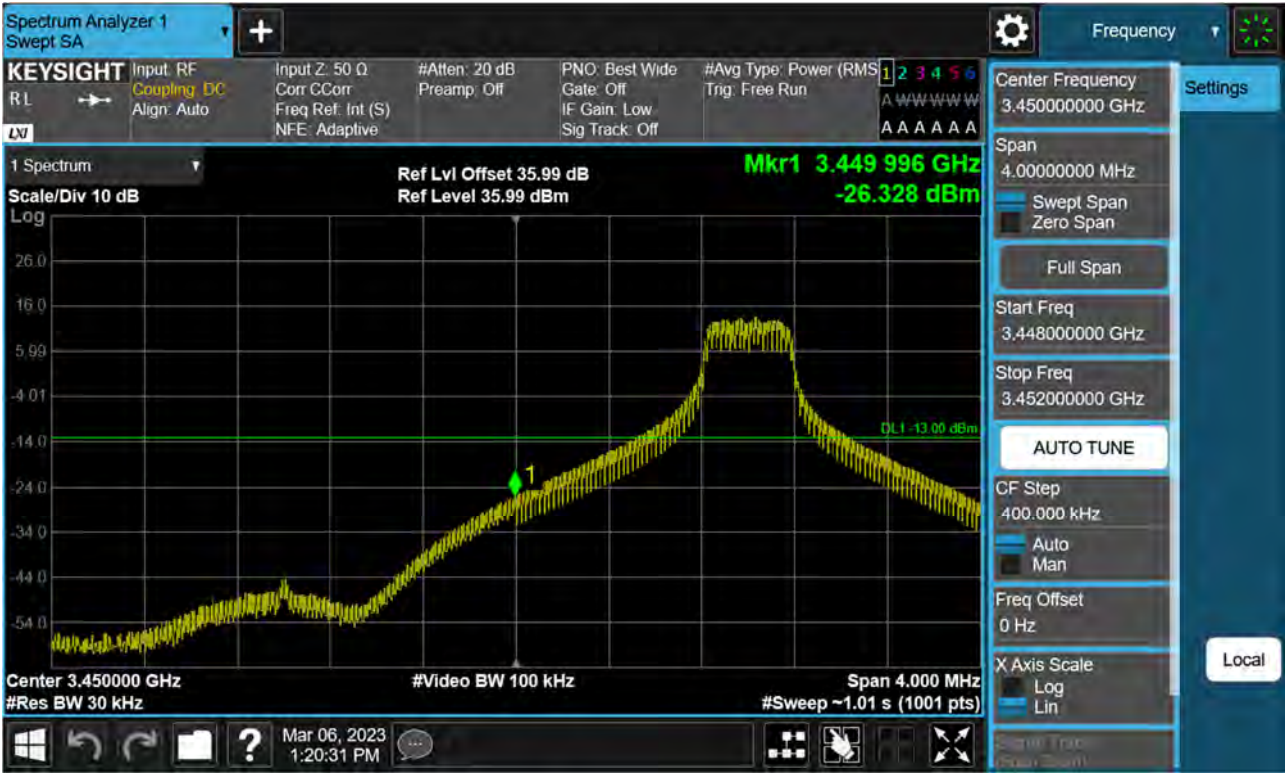 Spectrum Analyzer 1
Swept SA
+
Frequency
KEYSIGHT
R L
LXI
Input: RF
Coupling: DC
Align: Auto
Input Z: 50 Ω
Corr CCorr
Freq Ref: Int (S)
NFE: Adaptive
#Atten: 20 dB
Preamp: Off
PNO: Best Wide
Gate: Off
IF Gain: Low
Sig Track: Off
#Avg Type: Power (RMS
Trig: Free Run
1 2 3 4 5 6
A W W W W W
A A A A A A
1 Spectrum
Scale/Div 10 dB
Log
Ref Lvl Offset 35.99 dB
Ref Level 35.99 dBm
Mkr1 3.449 996 GHz
-26.328 dBm
26.0
16.0
5.99
-4.01
-14.0
-24.0
-34.0
-44.0
-54.0
DL1 -13.00 dBm
1
Center 3.450000 GHz
#Res BW 30 kHz
#Video BW 100 kHz
Span 4.000 MHz
#Sweep ~1.01 s (1001 pts)
Center Frequency
3.450000000 GHz
Settings
Span
4.00000000 MHz
Swept Span
Zero Span
Full Span
Start Freq
3.448000000 GHz
Stop Freq
3.452000000 GHz
AUTO TUNE
CF Step
400.000 kHz
Auto
Man
Freq Offset
0 Hz
X Axis Scale
Log
Lin
Local
?
Mar 06, 2023
1:20:31 PM